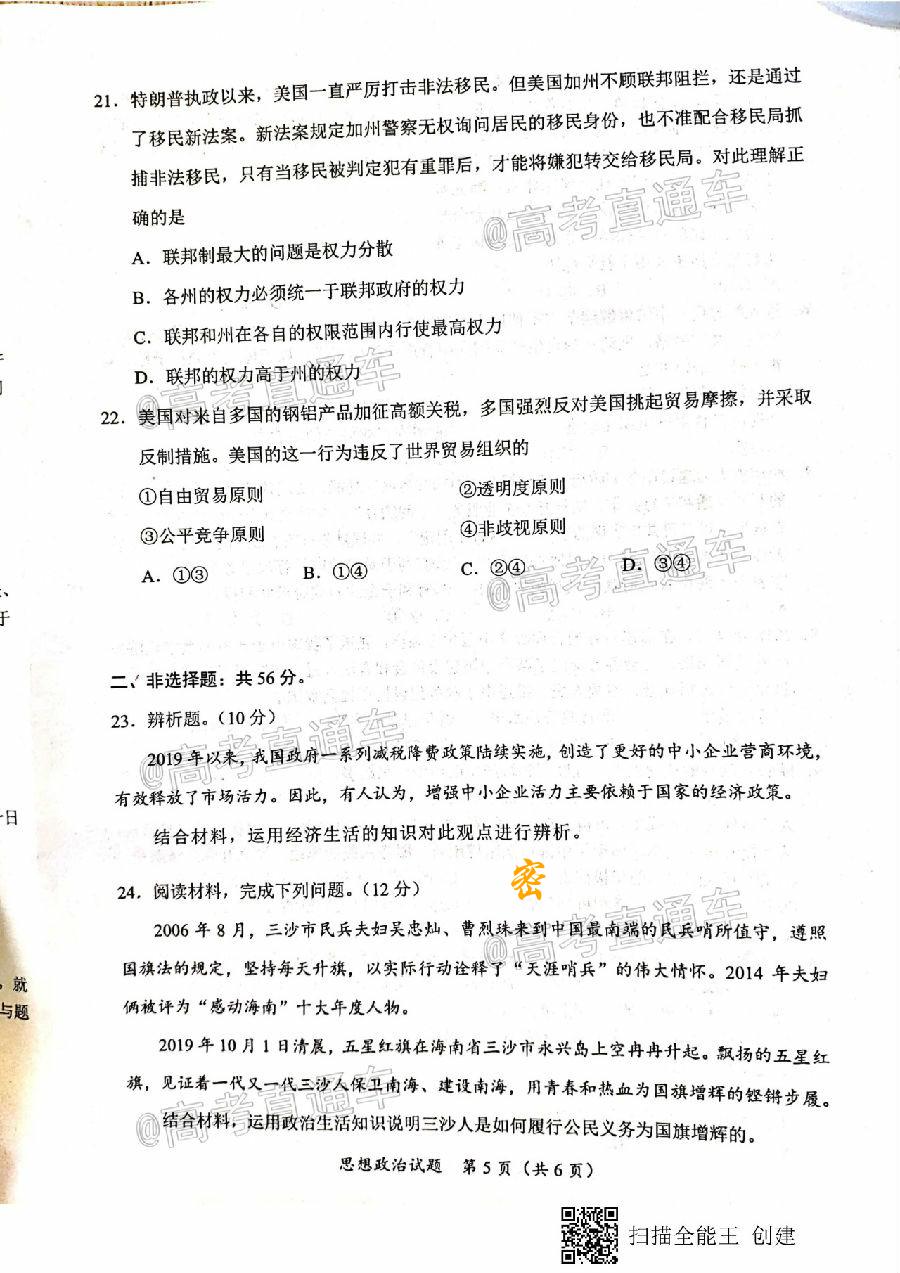 21．特朗普执政以来，美国一直严厉打击非法移民。但美国加州不顾联邦阻拦，还是通过
了移民新法案。新法案规定加州警察无权询问居民的移民身份，也不准配合移民局抓
捕非法移民，只有当移民被判定犯有重罪后，才能将嫌犯转交给移民局。对此理解正
确的是
@高考直通车
A．联邦制最大的问题是权力分散
B．各州的权力必须统一于联邦政府的权力
C．联邦和州在各自的权限范围内行使最高权力
D．联邦的权力高于州的权力
@高考直通车
22．美国对来自多国的钢铝产品加征高额关税，多国强烈反对美国挑起贸易摩擦，并采取
反制措施。美国的这一行为违反了世界贸易组织的
①自由贸易原则 ②透明度原则
③公平竞争原则 ④非歧视原则
A．①③ B．①④ C．②④ D．③④
@高考直通车
二、非选择题：共56分。
23．辨析题。（10分）
@高考直通车
2019年以来，我国政府一系列减税降费政策陆续实施，创造了更好的中小企业营商环境，
有效释放了市场活力。因此，有人认为，增强中小企业活力主要依赖于国家的经济政策。
结合材料，运用经济生活的知识对此观点进行辨析。
密
24．阅读材料，完成下列问题。（12分）
@高考直通车
2006年8月，三沙市民兵夫妇吴忠灿、曹烈珠来到中国最南端的民兵哨所值守，遵照
国旗法的规定，坚持每天升旗，以实际行动诠释了“天涯哨兵”的伟大情怀。2014年夫妇
俩被评为“感动海南”十大年度人物。
2019年10月1日清晨，五星红旗在海南省三沙市永兴岛上空冉冉升起。飘扬的五星红
旗，见证着一代又一代三沙人保卫南海、建设南海，用青春和热血为国旗增辉的铿锵步履。
@高考直通车
结合材料，运用政治生活知识说明三沙人是如何履行公民义务为国旗增辉的。
思想政治试题 第5页（共6页）
扫描全能王 创建
于
日
，就
与题